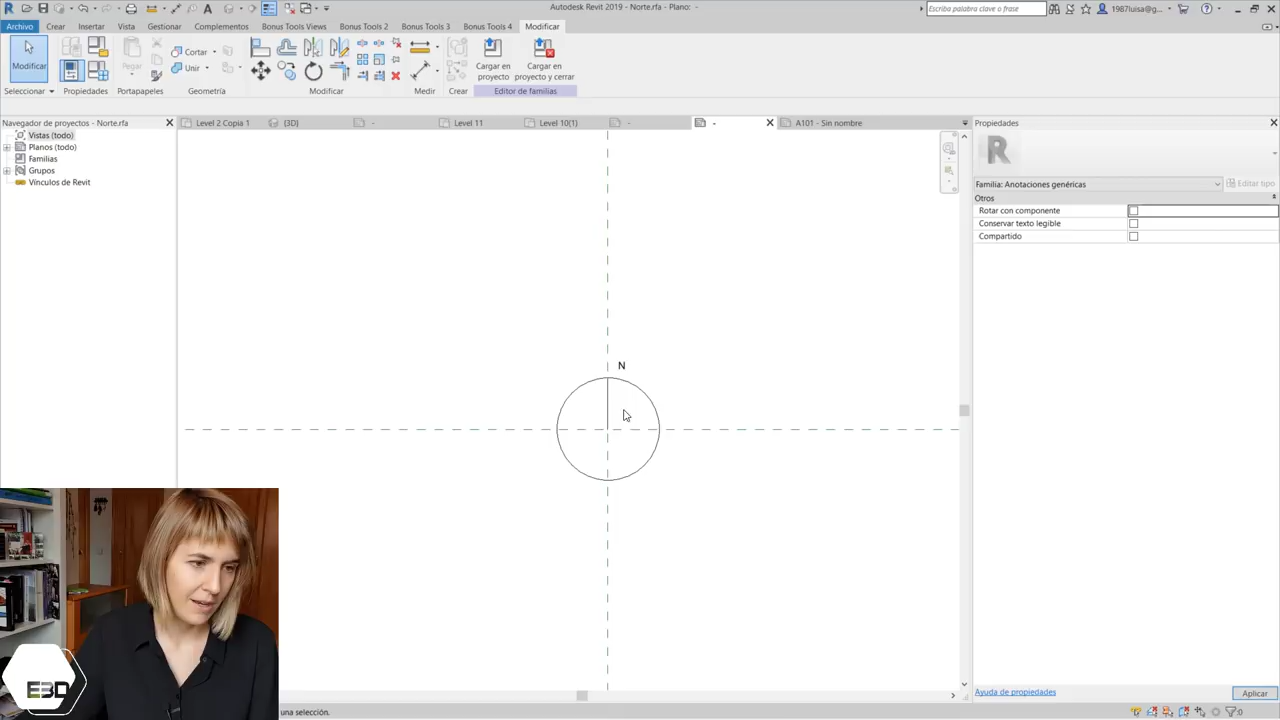 Autodesk Revit 2019 - Norte.rfa - Plano: -
Escriba palabra clave o frase
1987luisa@g...
Archivo Crear Insertar Vista Gestionar Complementos Bonus Tools Views Bonus Tools 2 Bonus Tools 3 Bonus Tools 4 Modificar
Modificar
Pegar
Cortar
Unir
Cargar en
proyecto
Cargar en
proyecto y cerrar
Seleccionar Propiedades Portapapeles Geometría Modificar Medir Crear Editor de familias
Navegador de proyectos - Norte.rfa
Level 2 Copia 1 {3D} - Level 11 Level 10(1) - - A101 - Sin nombre
Propiedades
Vistas (todo)
Planos (todo)
Familias
Grupos
Vínculos de Revit
R
Familia: Anotaciones genéricas
Editar tipo
Otros
Rotar con componente
Conservar texto legible
Compartido
N
E3D
Ayuda de propiedades
Aplicar
una selección.
:0